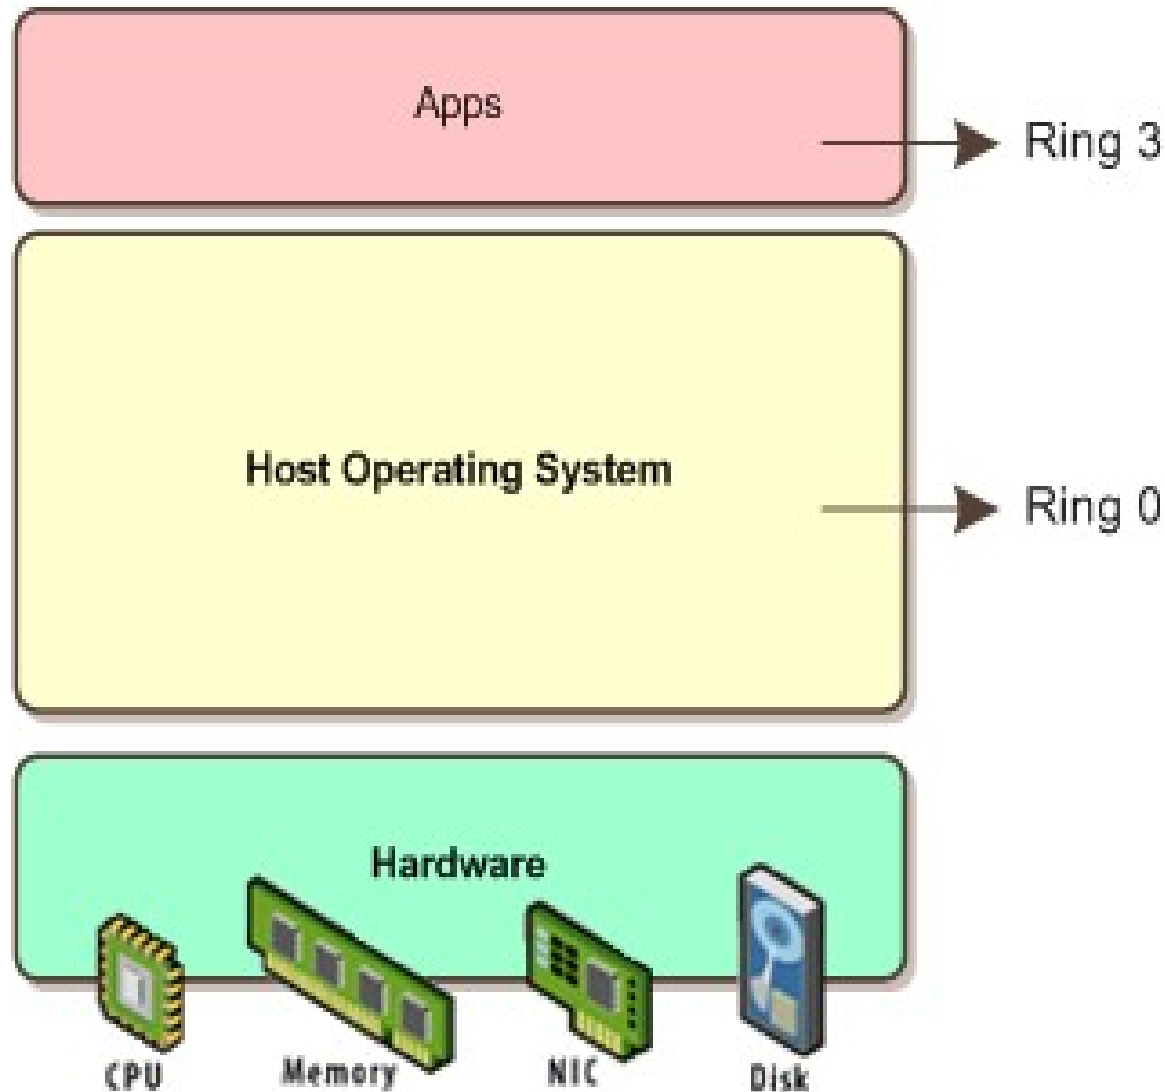 Apps
Ring 3
Host Operating System
Ring 0
Hardware
CPU
Memory
NIC
Disk